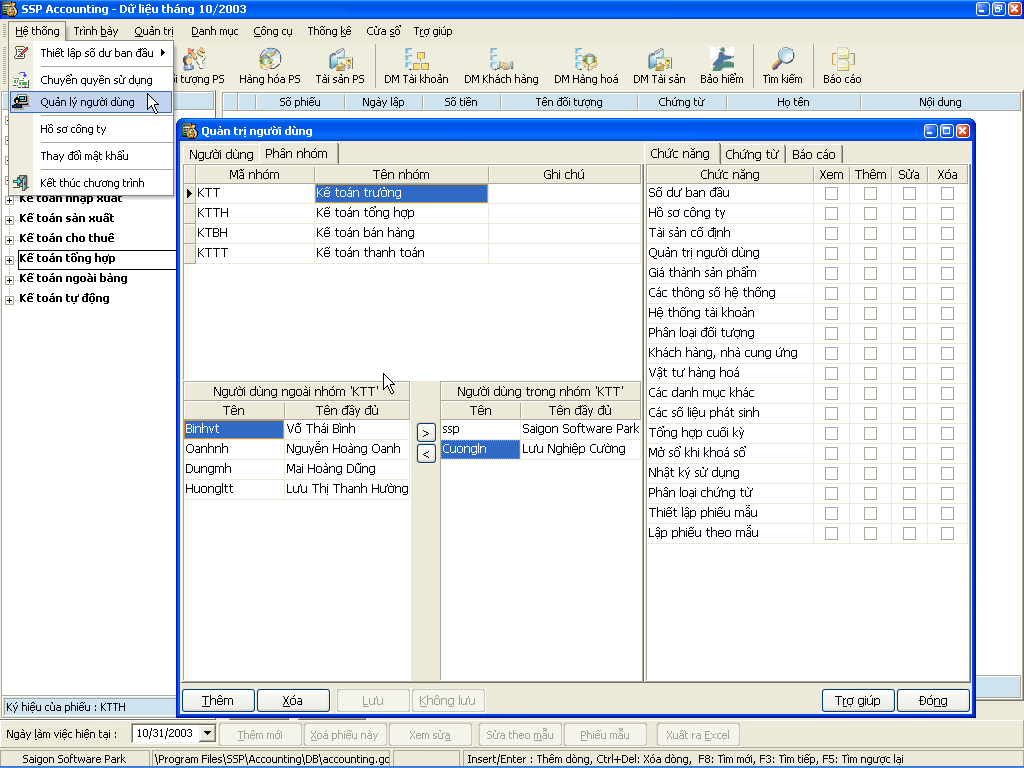 SSP Accounting - Dữ liệu tháng 10/2003
Hệ thống Trình bày Quản trị Danh mục Công cụ Thống kê Cửa sổ Trợ giúp
Thiết lập số dư ban đầu
Chuyển quyền sử dụng
Quản lý người dùng
Hồ sơ công ty
Thay đổi mật khẩu
Kết thúc chương trình
tượng PS Hàng hóa PS Tài sản PS DM Tài khoản DM Khách hàng DM Hàng hoá DM Tài sản Bảo hiểm Tìm kiếm Báo cáo
Số phiếu Ngày lập Số tiền Tên đối tượng Chứng từ Họ tên Nội dung
Kế toán nhập xuất
Kế toán sản xuất
Kế toán cho thuê
Kế toán tổng hợp
Kế toán ngoài bảng
Kế toán tự động
Quản trị người dùng
Người dùng Phân nhóm
Mã nhóm Tên nhóm Ghi chú
KTT Kế toán trưởng
KTTH Kế toán tổng hợp
KTBH Kế toán bán hàng
KTTT Kế toán thanh toán
Người dùng ngoài nhóm 'KTT'
Tên Tên đầy đủ
Binhvt Võ Thái Bình
Oanhnh Nguyễn Hoàng Oanh
Dungmh Mai Hoàng Dũng
Huongltt Lưu Thị Thanh Hường
>
<
Người dùng trong nhóm 'KTT'
Tên Tên đầy đủ
ssp Saigon Software Park
Cuongln Lưu Nghiệp Cường
Chức năng Chứng từ Báo cáo
Chức năng Xem Thêm Sửa Xóa
Số dư ban đầu
Hồ sơ công ty
Tài sản cố định
Quản trị người dùng
Giá thành sản phẩm
Các thông số hệ thống
Hệ thống tài khoản
Phân loại đối tượng
Khách hàng, nhà cung ứng
Vật tư hàng hoá
Các danh mục khác
Các số liệu phát sinh
Tổng hợp cuối kỳ
Mở sổ khi khoá sổ
Nhật ký sử dụng
Phân loại chứng từ
Thiết lập phiếu mẫu
Lập phiếu theo mẫu
Thêm Xóa Lưu Không lưu Trợ giúp Đóng
Ký hiệu của phiếu : KTTH
Ngày làm việc hiện tại : 10/31/2003 Thêm mới Xoá phiếu này Xem sửa Sửa theo mẫu Phiếu mẫu Xuất ra Excel
Saigon Software Park \Program Files\SSP\Accounting\DB\accounting.gd Insert/Enter : Thêm dòng, Ctrl+Del: Xóa dòng, F8: Tìm mới, F3: Tìm tiếp, F5: Tìm ngược lại